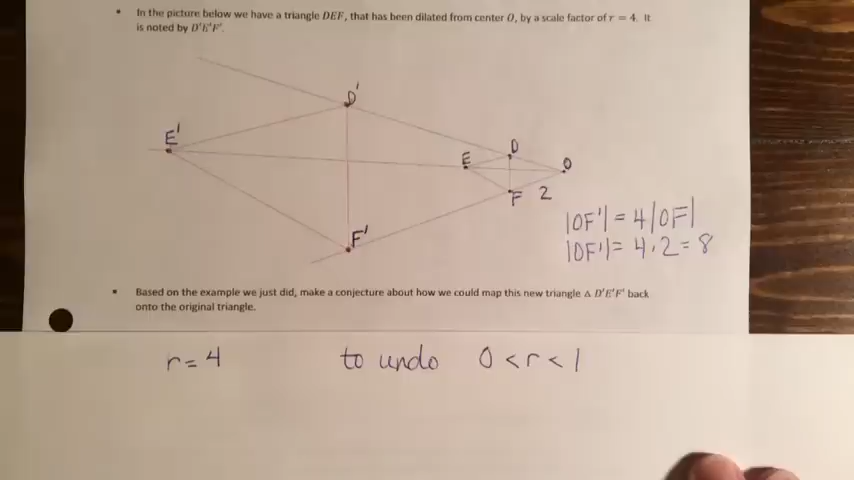 • In the picture below we have a triangle DEF, that has been dilated from center O, by a scale factor of r = 4. It
is noted by D'E'F'.
D'
E'
E
D
O
F 2
|OF'| = 4|OF|
F'
|OF'| = 4·2 = 8
▪ Based on the example we just did, make a conjecture about how we could map this new triangle △ D'E'F' back
onto the original triangle.
r = 4 to undo 0 < r < 1